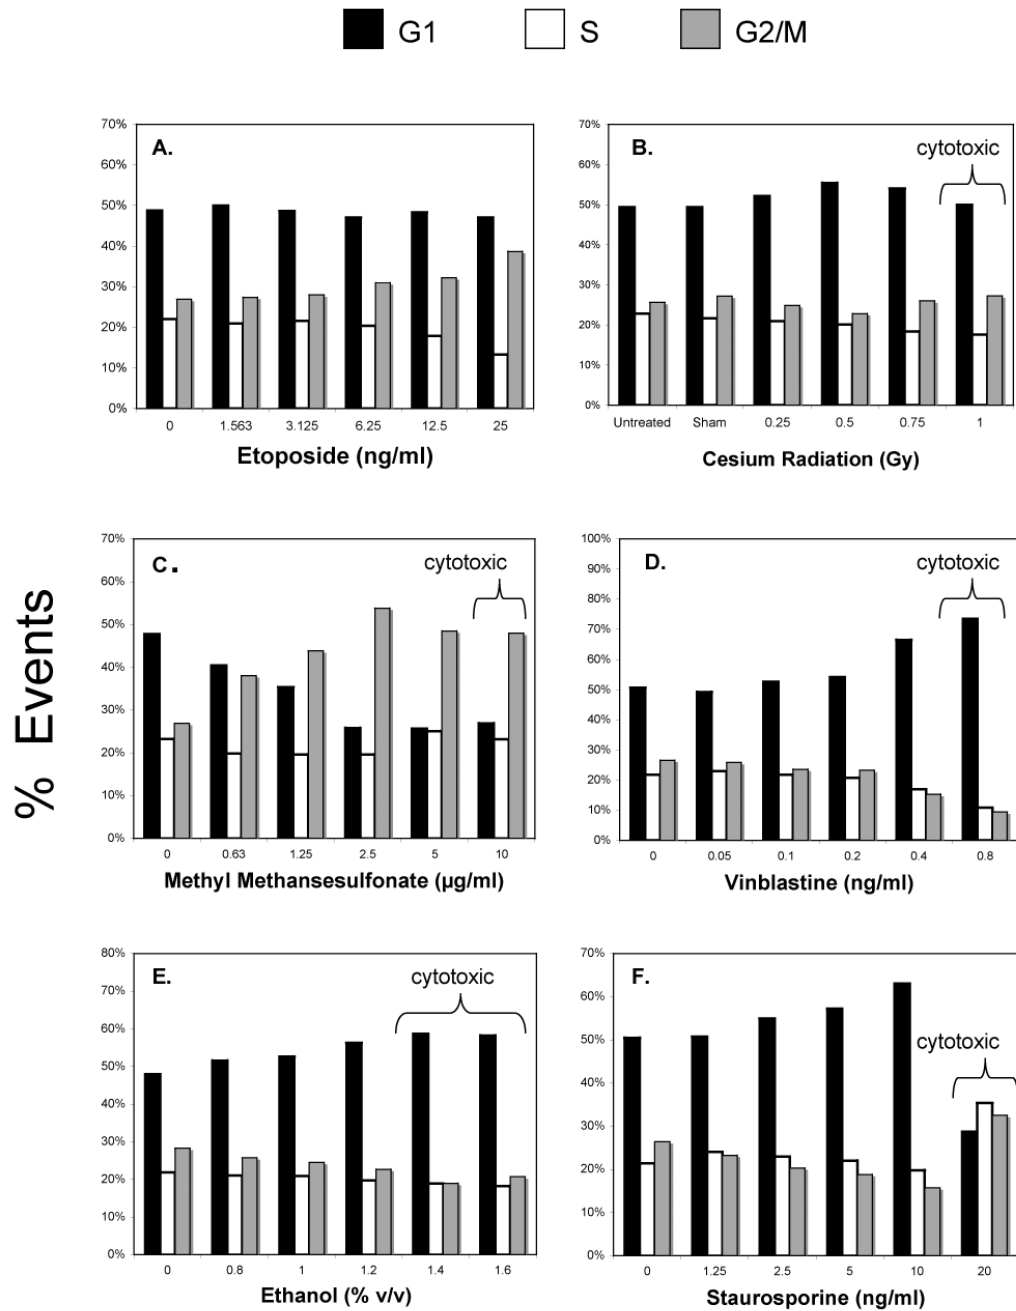 G1 S G2/M
A.
70%
60%
50%
40%
30%
20%
10%
0%
0 1.563 3.125 6.25 12.5 25
Etoposide (ng/ml)
B.
cytotoxic
70%
60%
50%
40%
30%
20%
10%
0%
Untreated Sham 0.25 0.5 0.75 1
Cesium Radiation (Gy)
% Events
C.
cytotoxic
70%
60%
50%
40%
30%
20%
10%
0%
0 0.63 1.25 2.5 5 10
Methyl Methansesulfonate (µg/ml)
D.
cytotoxic
100%
90%
80%
70%
60%
50%
40%
30%
20%
10%
0%
0 0.05 0.1 0.2 0.4 0.8
Vinblastine (ng/ml)
E.
cytotoxic
80%
70%
60%
50%
40%
30%
20%
10%
0%
0 0.8 1 1.2 1.4 1.6
Ethanol (% v/v)
F.
cytotoxic
70%
60%
50%
40%
30%
20%
10%
0%
0 1.25 2.5 5 10 20
Staurosporine (ng/ml)